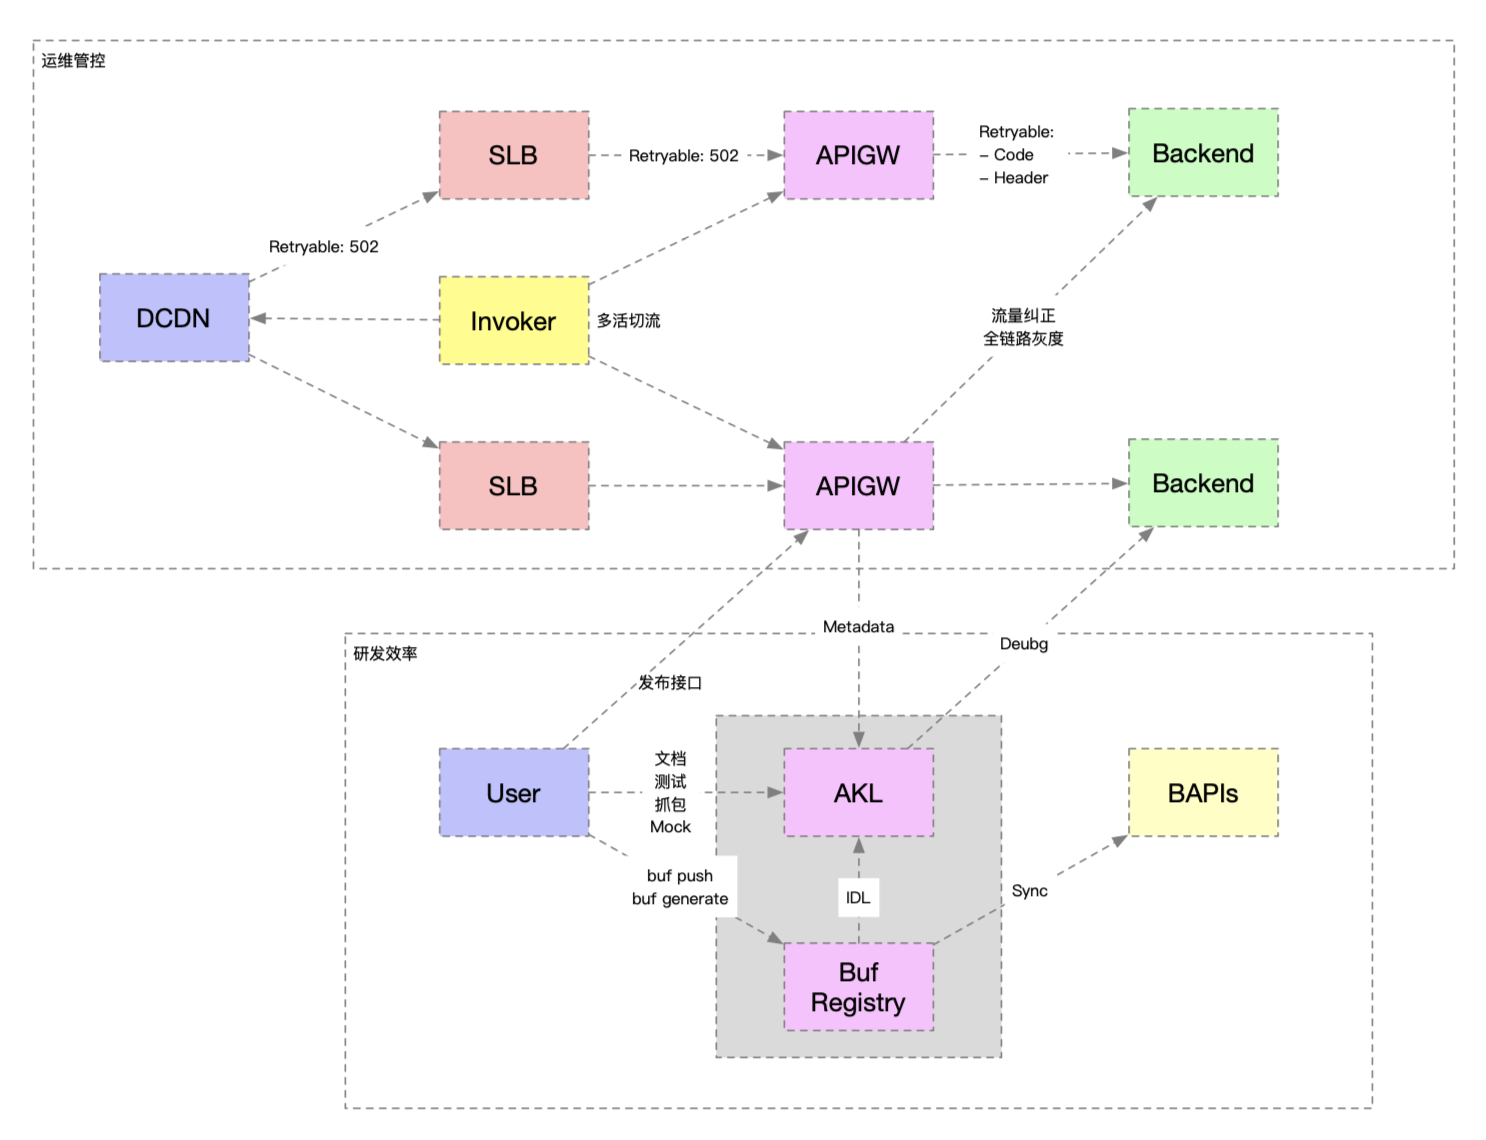 运维管控
SLB
Retryable: 502
APIGW
Retryable:
– Code
– Header
Backend
Retryable: 502
DCDN
Invoker
多活切流
流量纠正
全链路灰度
SLB
APIGW
Backend
Metadata
Deubg
研发效率
发布接口
User
文档
测试
抓包
Mock
AKL
BAPIs
buf push
buf generate
IDL
Sync
Buf
Registry